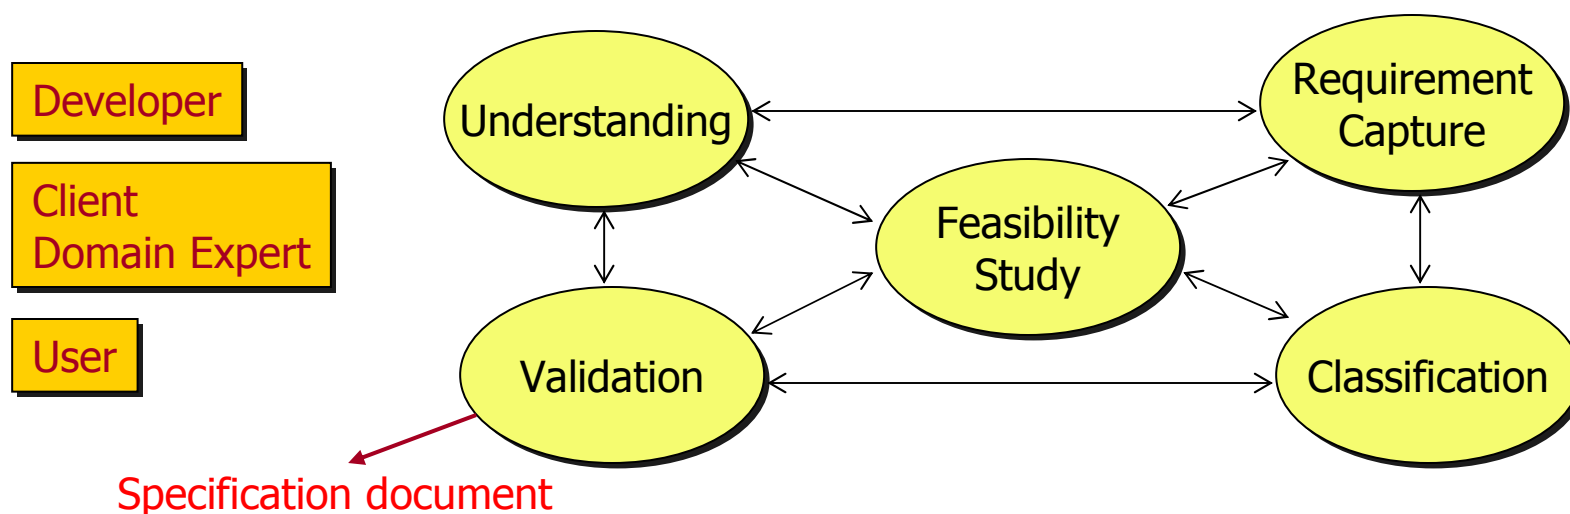 Developer
Client
Domain Expert
User
Understanding
Requirement
Capture
Feasibility
Study
Validation
Classification
Specification document